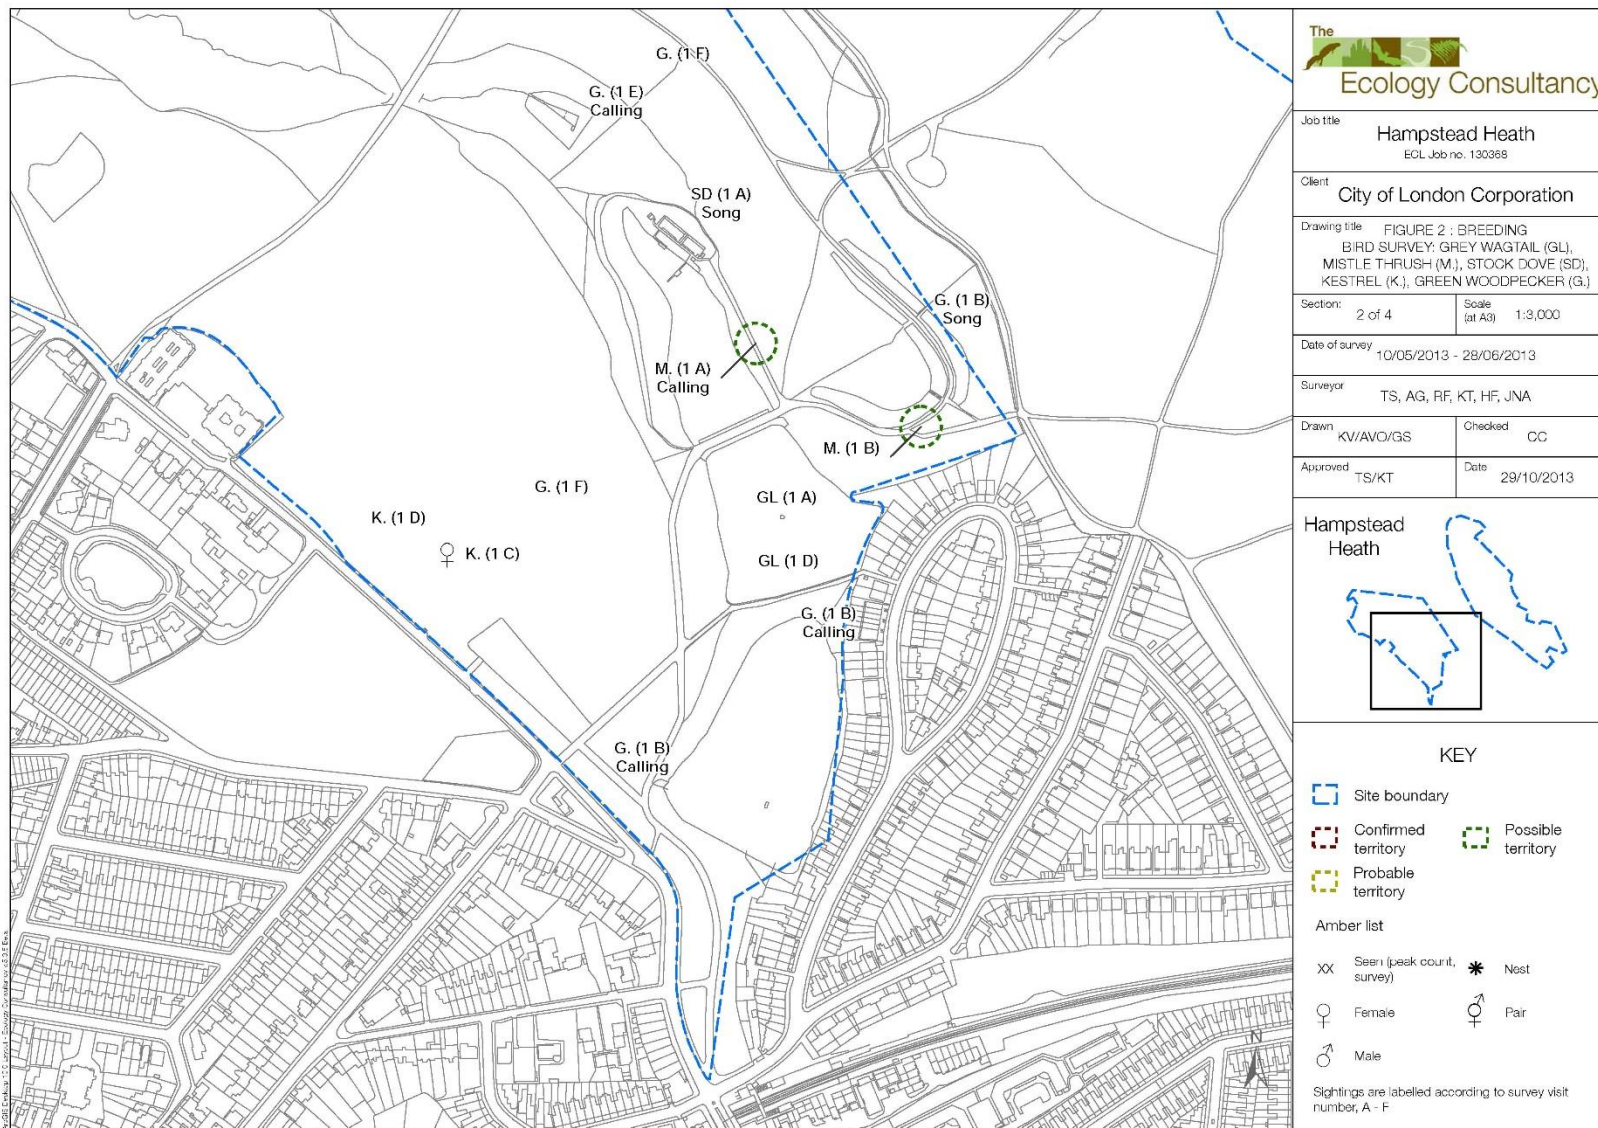 G. (1 F)
G. (1 E)
Calling
SD (1 A)
Song
G. (1 B)
Song
M. (1 A)
Calling
M. (1 B)
G. (1 F)
GL (1 A)
K. (1 D)
K. (1 C)
GL (1 D)
G. (1 B)
Calling
G. (1 B)
Calling
N
The
Ecology Consultancy
Job title
Hampstead Heath
ECL Job no. 130368
Client
City of London Corporation
Drawing title
FIGURE 2 : BREEDING
BIRD SURVEY: GREY WAGTAIL (GL),
MISTLE THRUSH (M.), STOCK DOVE (SD),
KESTREL (K.), GREEN WOODPECKER (G.)
Section:
2 of 4
Scale
(at A3)
1:3,000
Date of survey
10/05/2013 - 28/06/2013
Surveyor
TS, AG, RF, KT, HF, JNA
Drawn
KV/AVO/GS
Checked
CC
Approved
TS/KT
Date
29/10/2013
Hampstead
Heath
KEY
Site boundary
Confirmed
territory
Possible
territory
Probable
territory
Amber list
XX
Seen (peak count,
survey)
Nest
Female
Pair
Male
Sightings are labelled according to survey visit
number, A - F